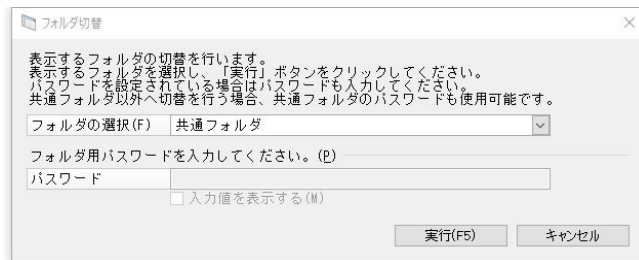 フォルダ切替
表示するフォルダの切替を行います。
表示するフォルダを選択し、「実行」ボタンをクリックしてください。
パスワードを設定されている場合はパスワードも入力してください。
共通フォルダ以外へ切替を行う場合、共通フォルダのパスワードも使用可能です。
フォルダの選択(F) 共通フォルダ
フォルダ用パスワードを入力してください。(P)
パスワード
入力値を表示する(M)
実行(F5) キャンセル